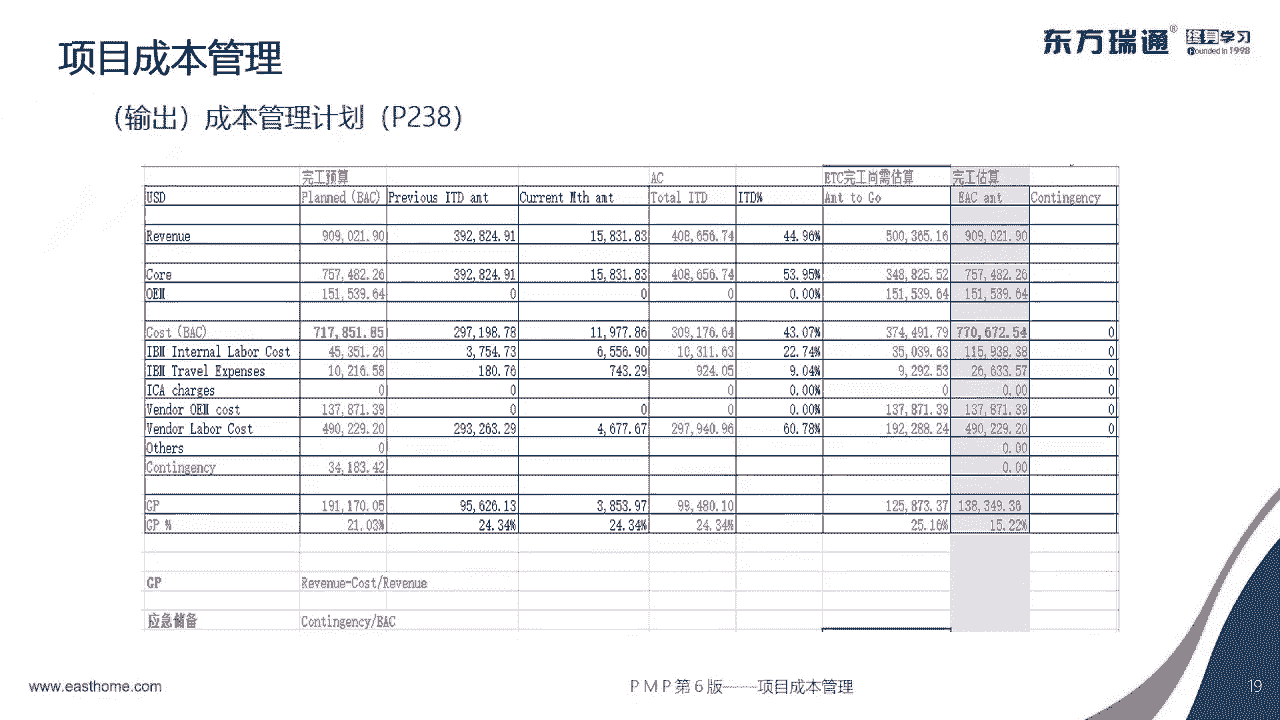 东方瑞通® 终身学习
Founded in 1998
项目成本管理
（输出）成本管理计划（P238）
完工预算 AC ETC完工尚需估算 完工估算
USD Planned (BAC) Previous ITD amt Current Mth amt Total ITD ITD% Amt to Go EAC amt Contingency
Revenue 909,021.90 392,824.91 15,831.83 408,656.74 44.96% 500,365.16 909,021.90
Core 757,482.26 392,824.91 15,831.83 408,656.74 53.95% 348,825.52 757,482.26
OEM 151,539.64 0 0 0 0.00% 151,539.64 151,539.64
Cost (BAC) 717,851.85 297,198.78 11,977.86 309,176.64 43.07% 374,491.79 770,672.54 0
IBM Internal Labor Cost 45,351.26 3,754.73 6,556.90 10,311.63 22.74% 35,039.63 115,938.38 0
IBM Travel Expenses 10,216.58 180.76 743.29 924.05 9.04% 9,292.53 26,633.57 0
ICA charges 0 0 0 0 0.00% 0 0.00 0
Vendor OEM cost 137,871.39 0 0 0 0.00% 137,871.39 137,871.39 0
Vendor Labor Cost 490,229.20 293,263.29 4,677.67 297,940.96 60.78% 192,288.24 490,229.20 0
Others 0 0.00
Contingency 34,183.42 0.00
GP 191,170.05 95,626.13 3,853.97 99,480.10 125,873.37 138,349.36
GP % 21.03% 24.34% 24.34% 24.34% 25.16% 15.22%
GP Revenue-Cost/Revenue
应急储备 Contingency/BAC
www.easthome.com PMP第6版——项目成本管理 19